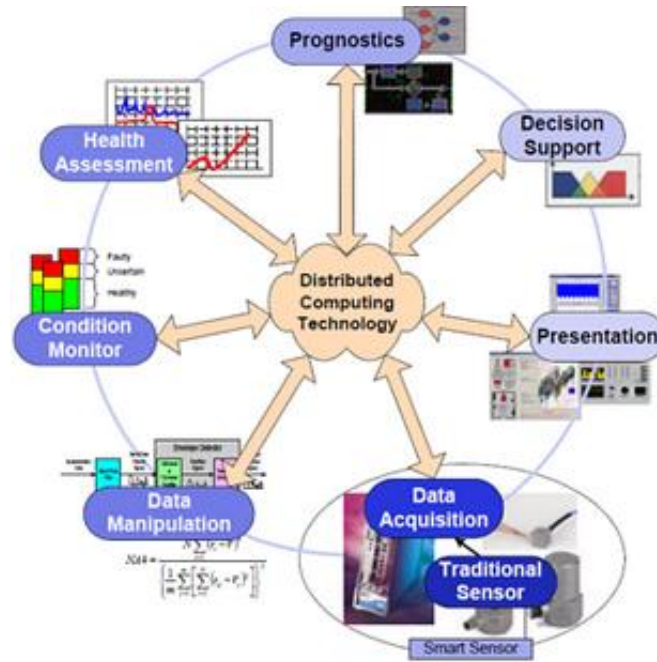 Prognostics
Health
Assessment
Decision
Support
Faulty
Uncertain
Healthy
Distributed
Computing
Technology
Condition
Monitor
Presentation
Data
Manipulation
Data
Acquisition
Traditional
Sensor
Smart Sensor